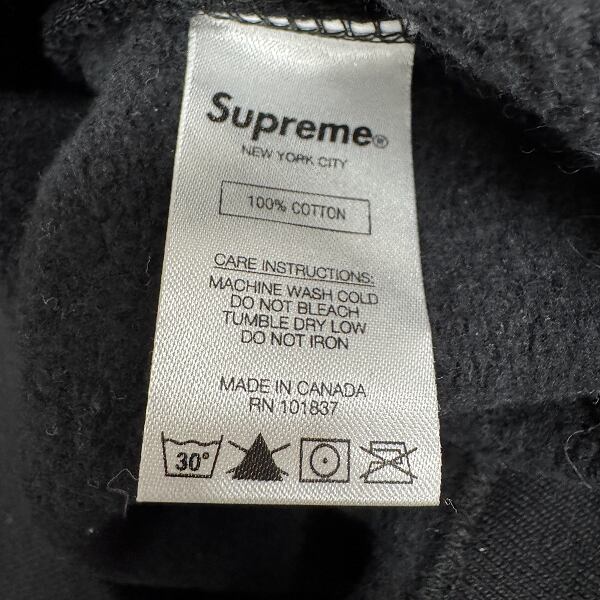 Supreme®
NEW YORK CITY
100% COTTON
CARE INSTRUCTIONS:
MACHINE WASH COLD
DO NOT BLEACH
TUMBLE DRY LOW
DO NOT IRON
MADE IN CANADA
RN 101837
30°